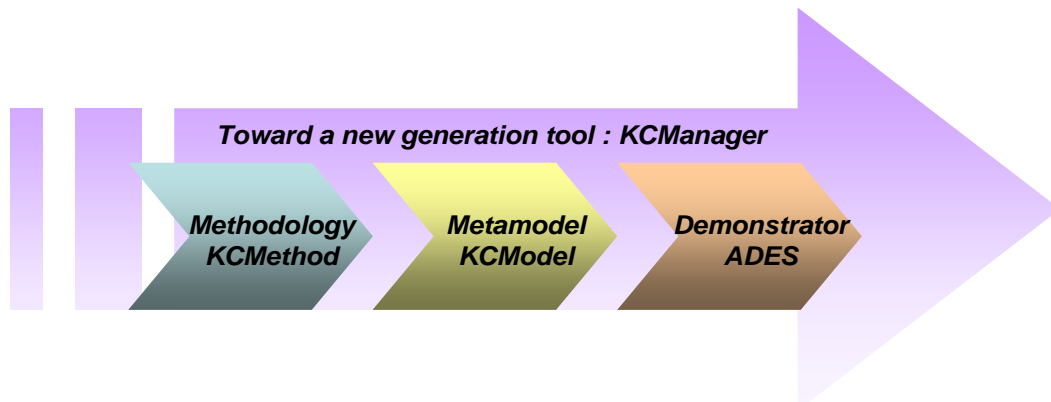 Toward a new generation tool : KCManager
Methodology
KCMethod
Metamodel
KCModel
Demonstrator
ADES